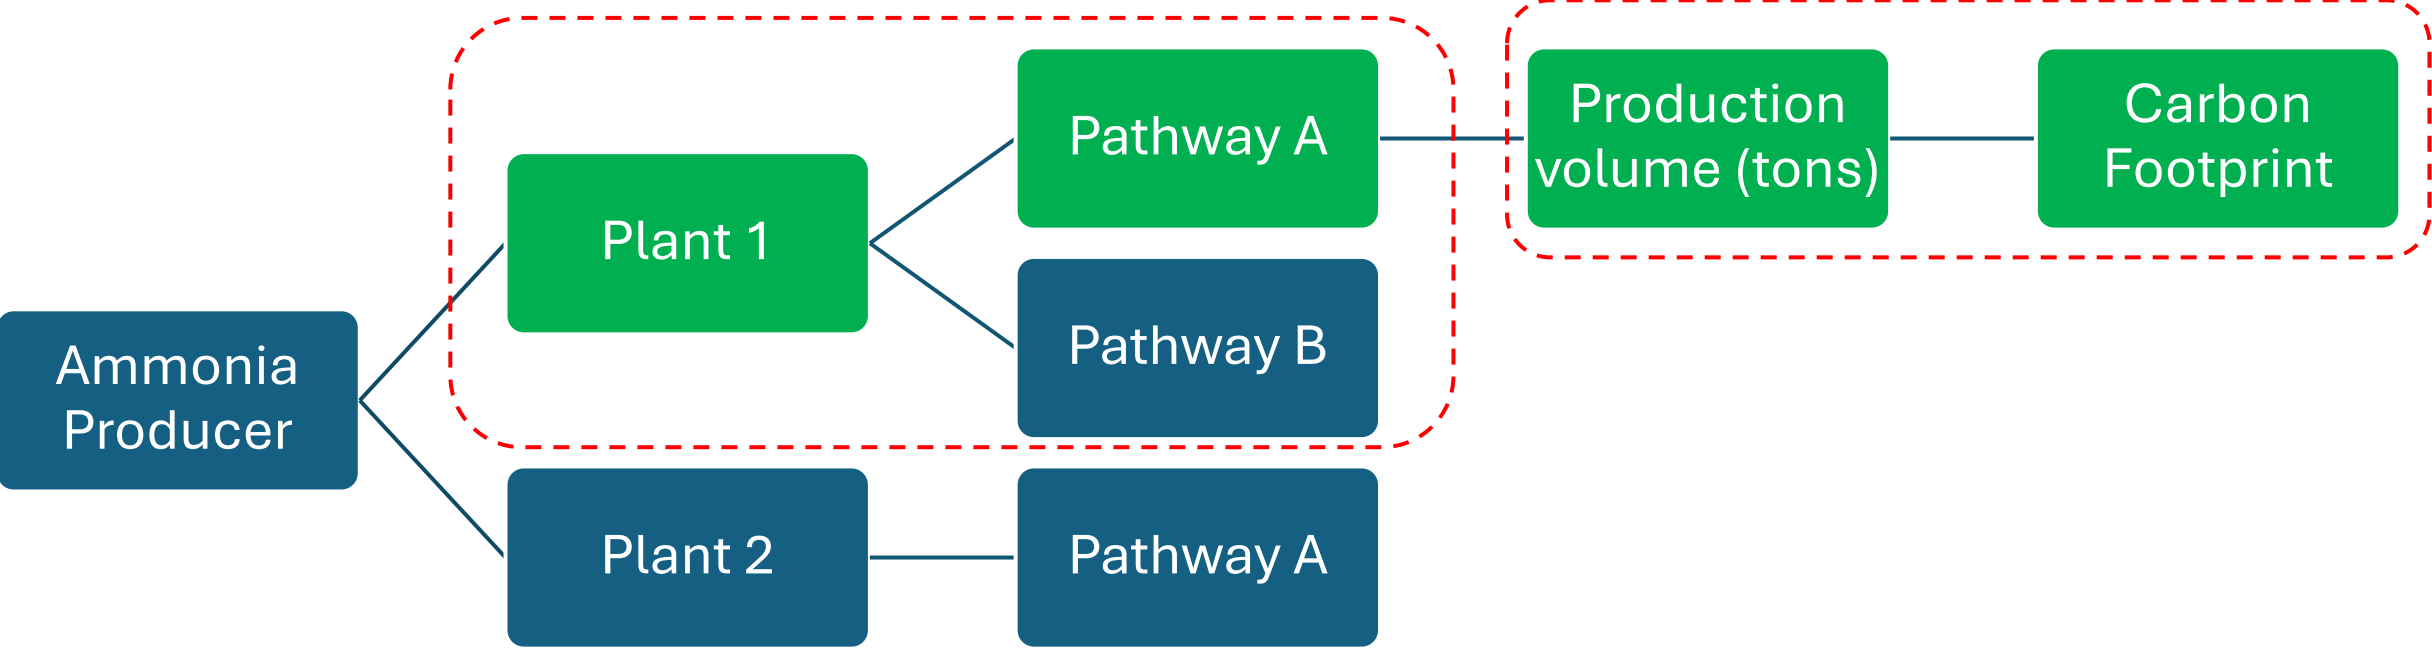 Ammonia
Producer
Plant 1
Pathway A
Production
volume (tons)
Carbon
Footprint
Pathway B
Plant 2
Pathway A